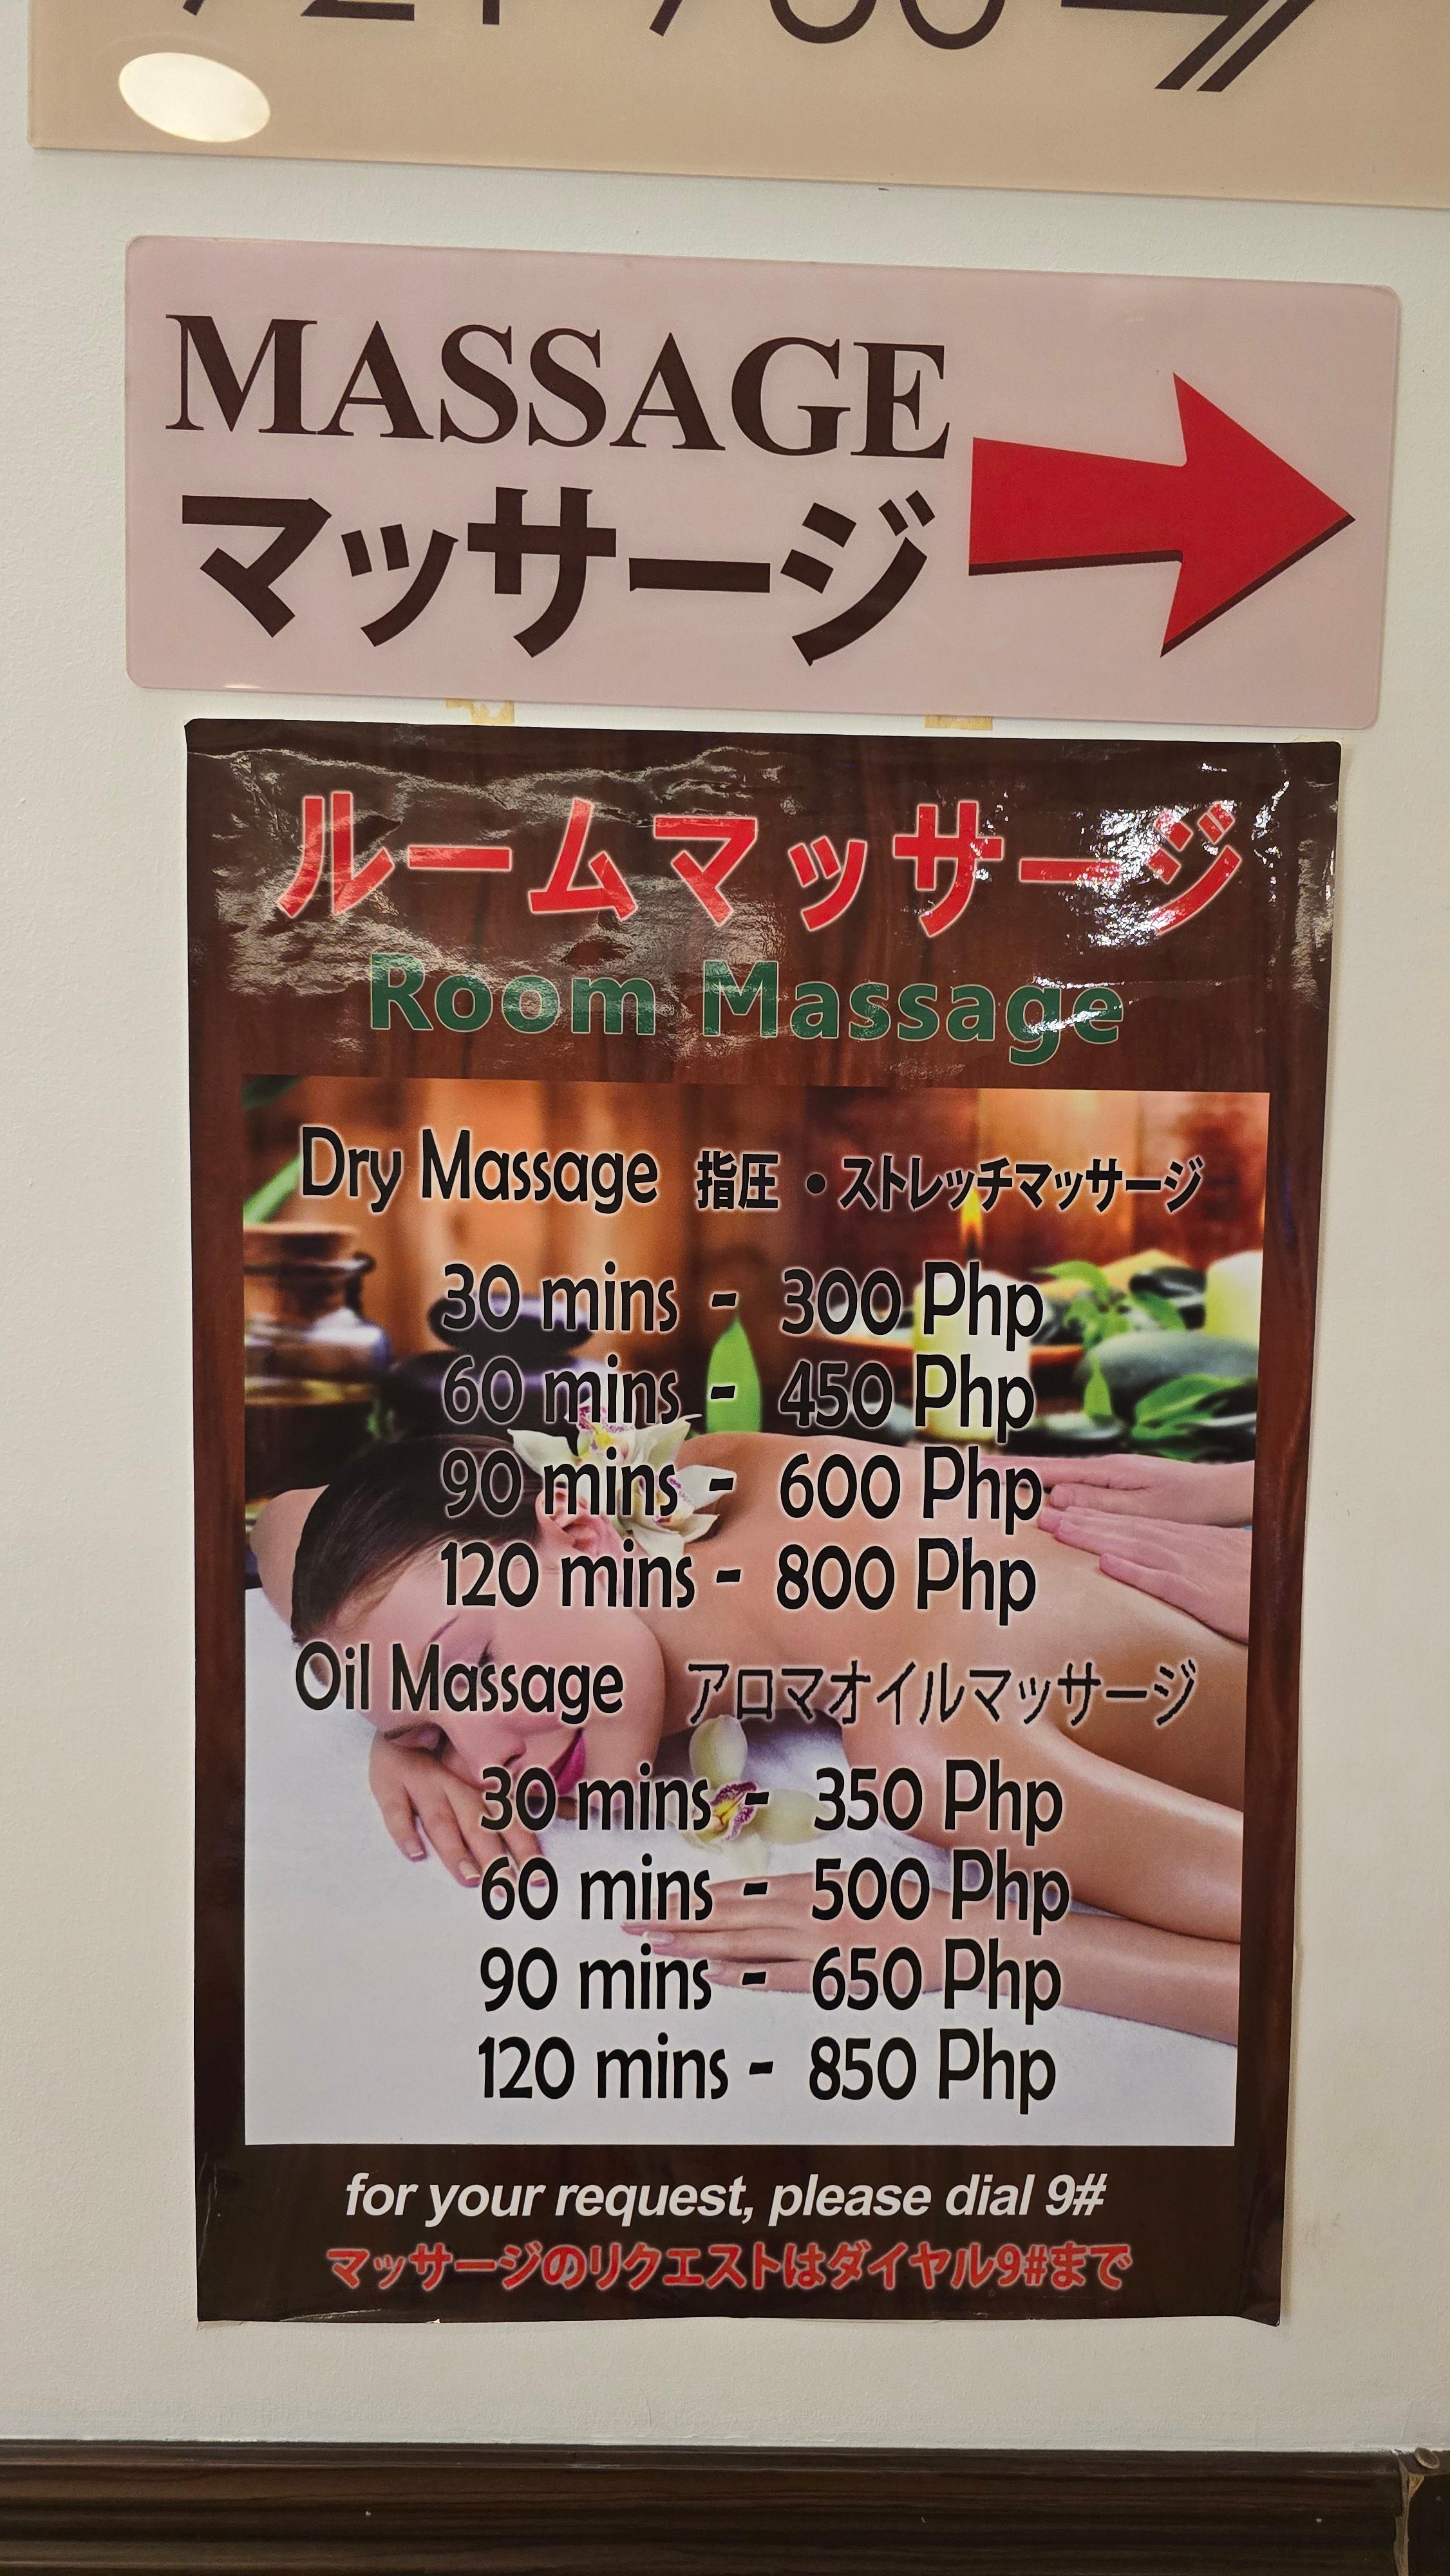 MASSAGE
マッサージ
ルームマッサージ
Room Massage
Dry Massage 指圧 ・ストレッチマッサージ
30 mins - 300 Php
60 mins - 450 Php
90 mins - 600 Php
120 mins - 800 Php
Oil Massage アロマオイルマッサージ
30 mins - 350 Php
60 mins - 500 Php
90 mins - 650 Php
120 mins - 850 Php
for your request, please dial 9#
マッサージのリクエストはダイヤル9#まで